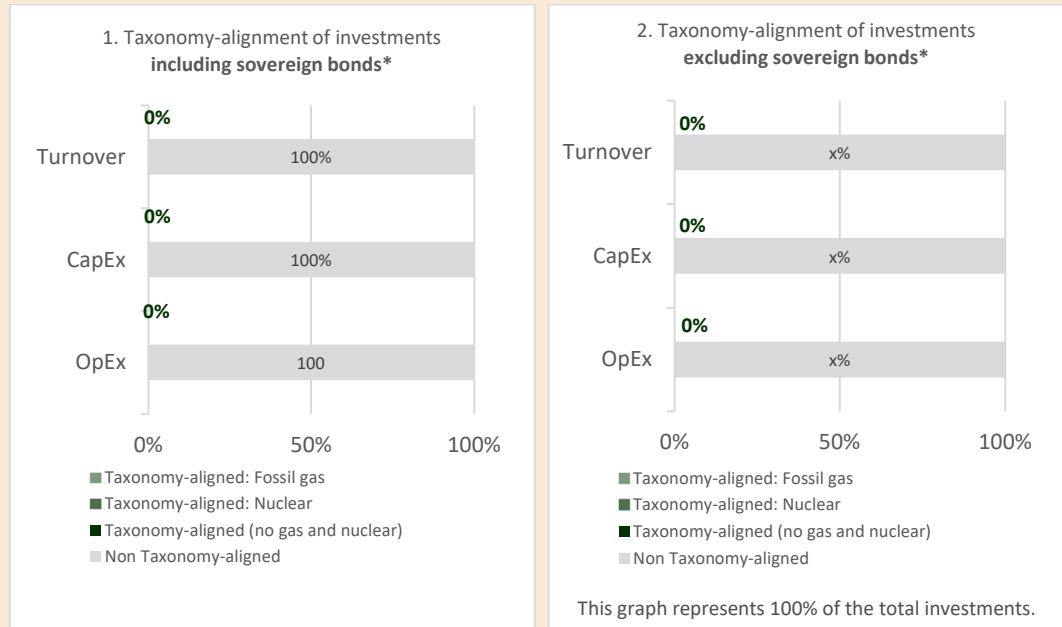 1. Taxonomy-alignment of investments
including sovereign bonds*
0%
Turnover
100%
0%
CapEx
100%
0%
OpEx
100
0%
50%
100%
Taxonomy-aligned: Fossil gas
Taxonomy-aligned: Nuclear
Taxonomy-aligned (no gas and nuclear)
Non Taxonomy-aligned
2. Taxonomy-alignment of investments
excluding sovereign bonds*
0%
Turnover
x%
0%
CapEx
x%
0%
OpEx
x%
0%
50%
100%
Taxonomy-aligned: Fossil gas
Taxonomy-aligned: Nuclear
Taxonomy-aligned (no gas and nuclear)
Non Taxonomy-aligned
This graph represents 100% of the total investments.